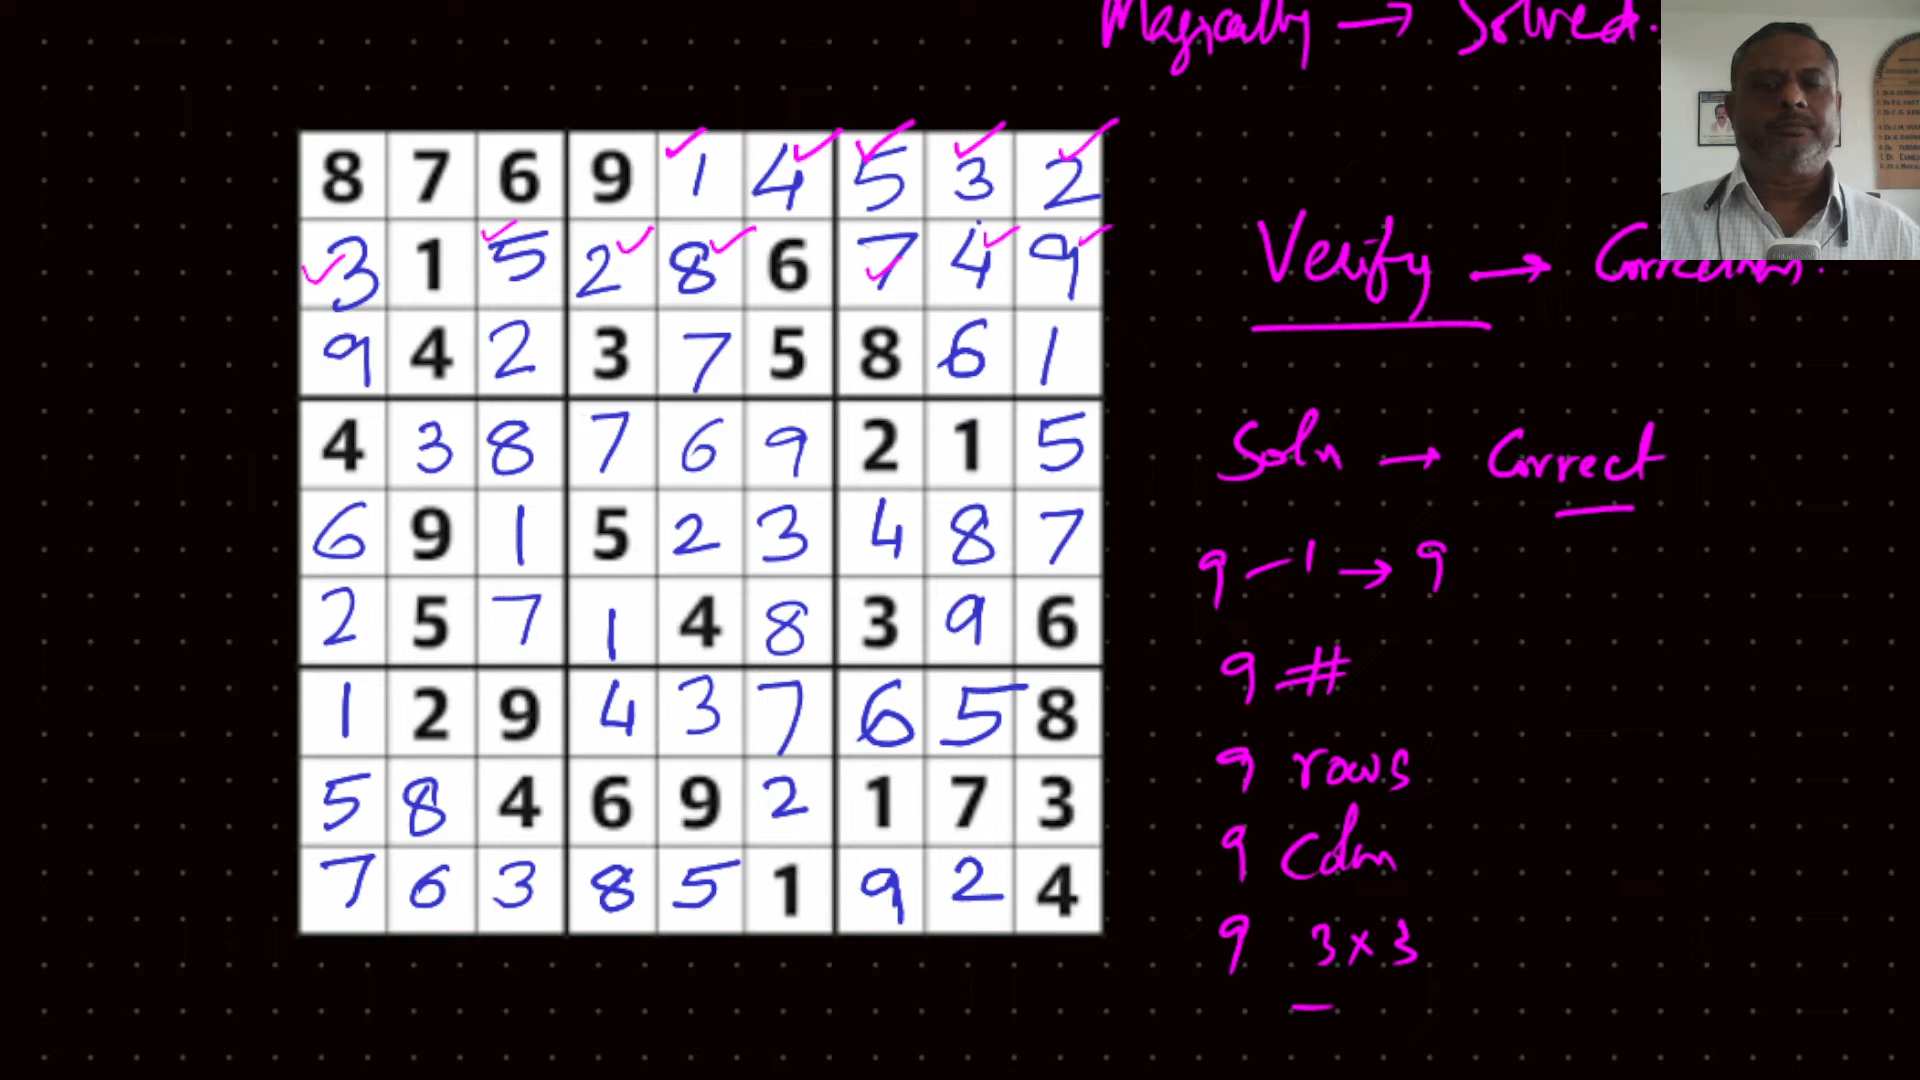 Magically → Solved.
8 7 6 9 1 4 5 3 2
3 1 5 2 8 6 7 4 9
9 4 2 3 7 5 8 6 1
4 3 8 7 6 9 2 1 5
6 9 1 5 2 3 4 8 7
2 5 7 1 4 8 3 9 6
1 2 9 4 3 7 6 5 8
5 8 4 6 9 2 1 7 3
7 6 3 8 5 1 9 2 4
Verify →
Soln → Correct
9 - 1 → 9
9 #
9 rows
9 Colm
9 3 × 3